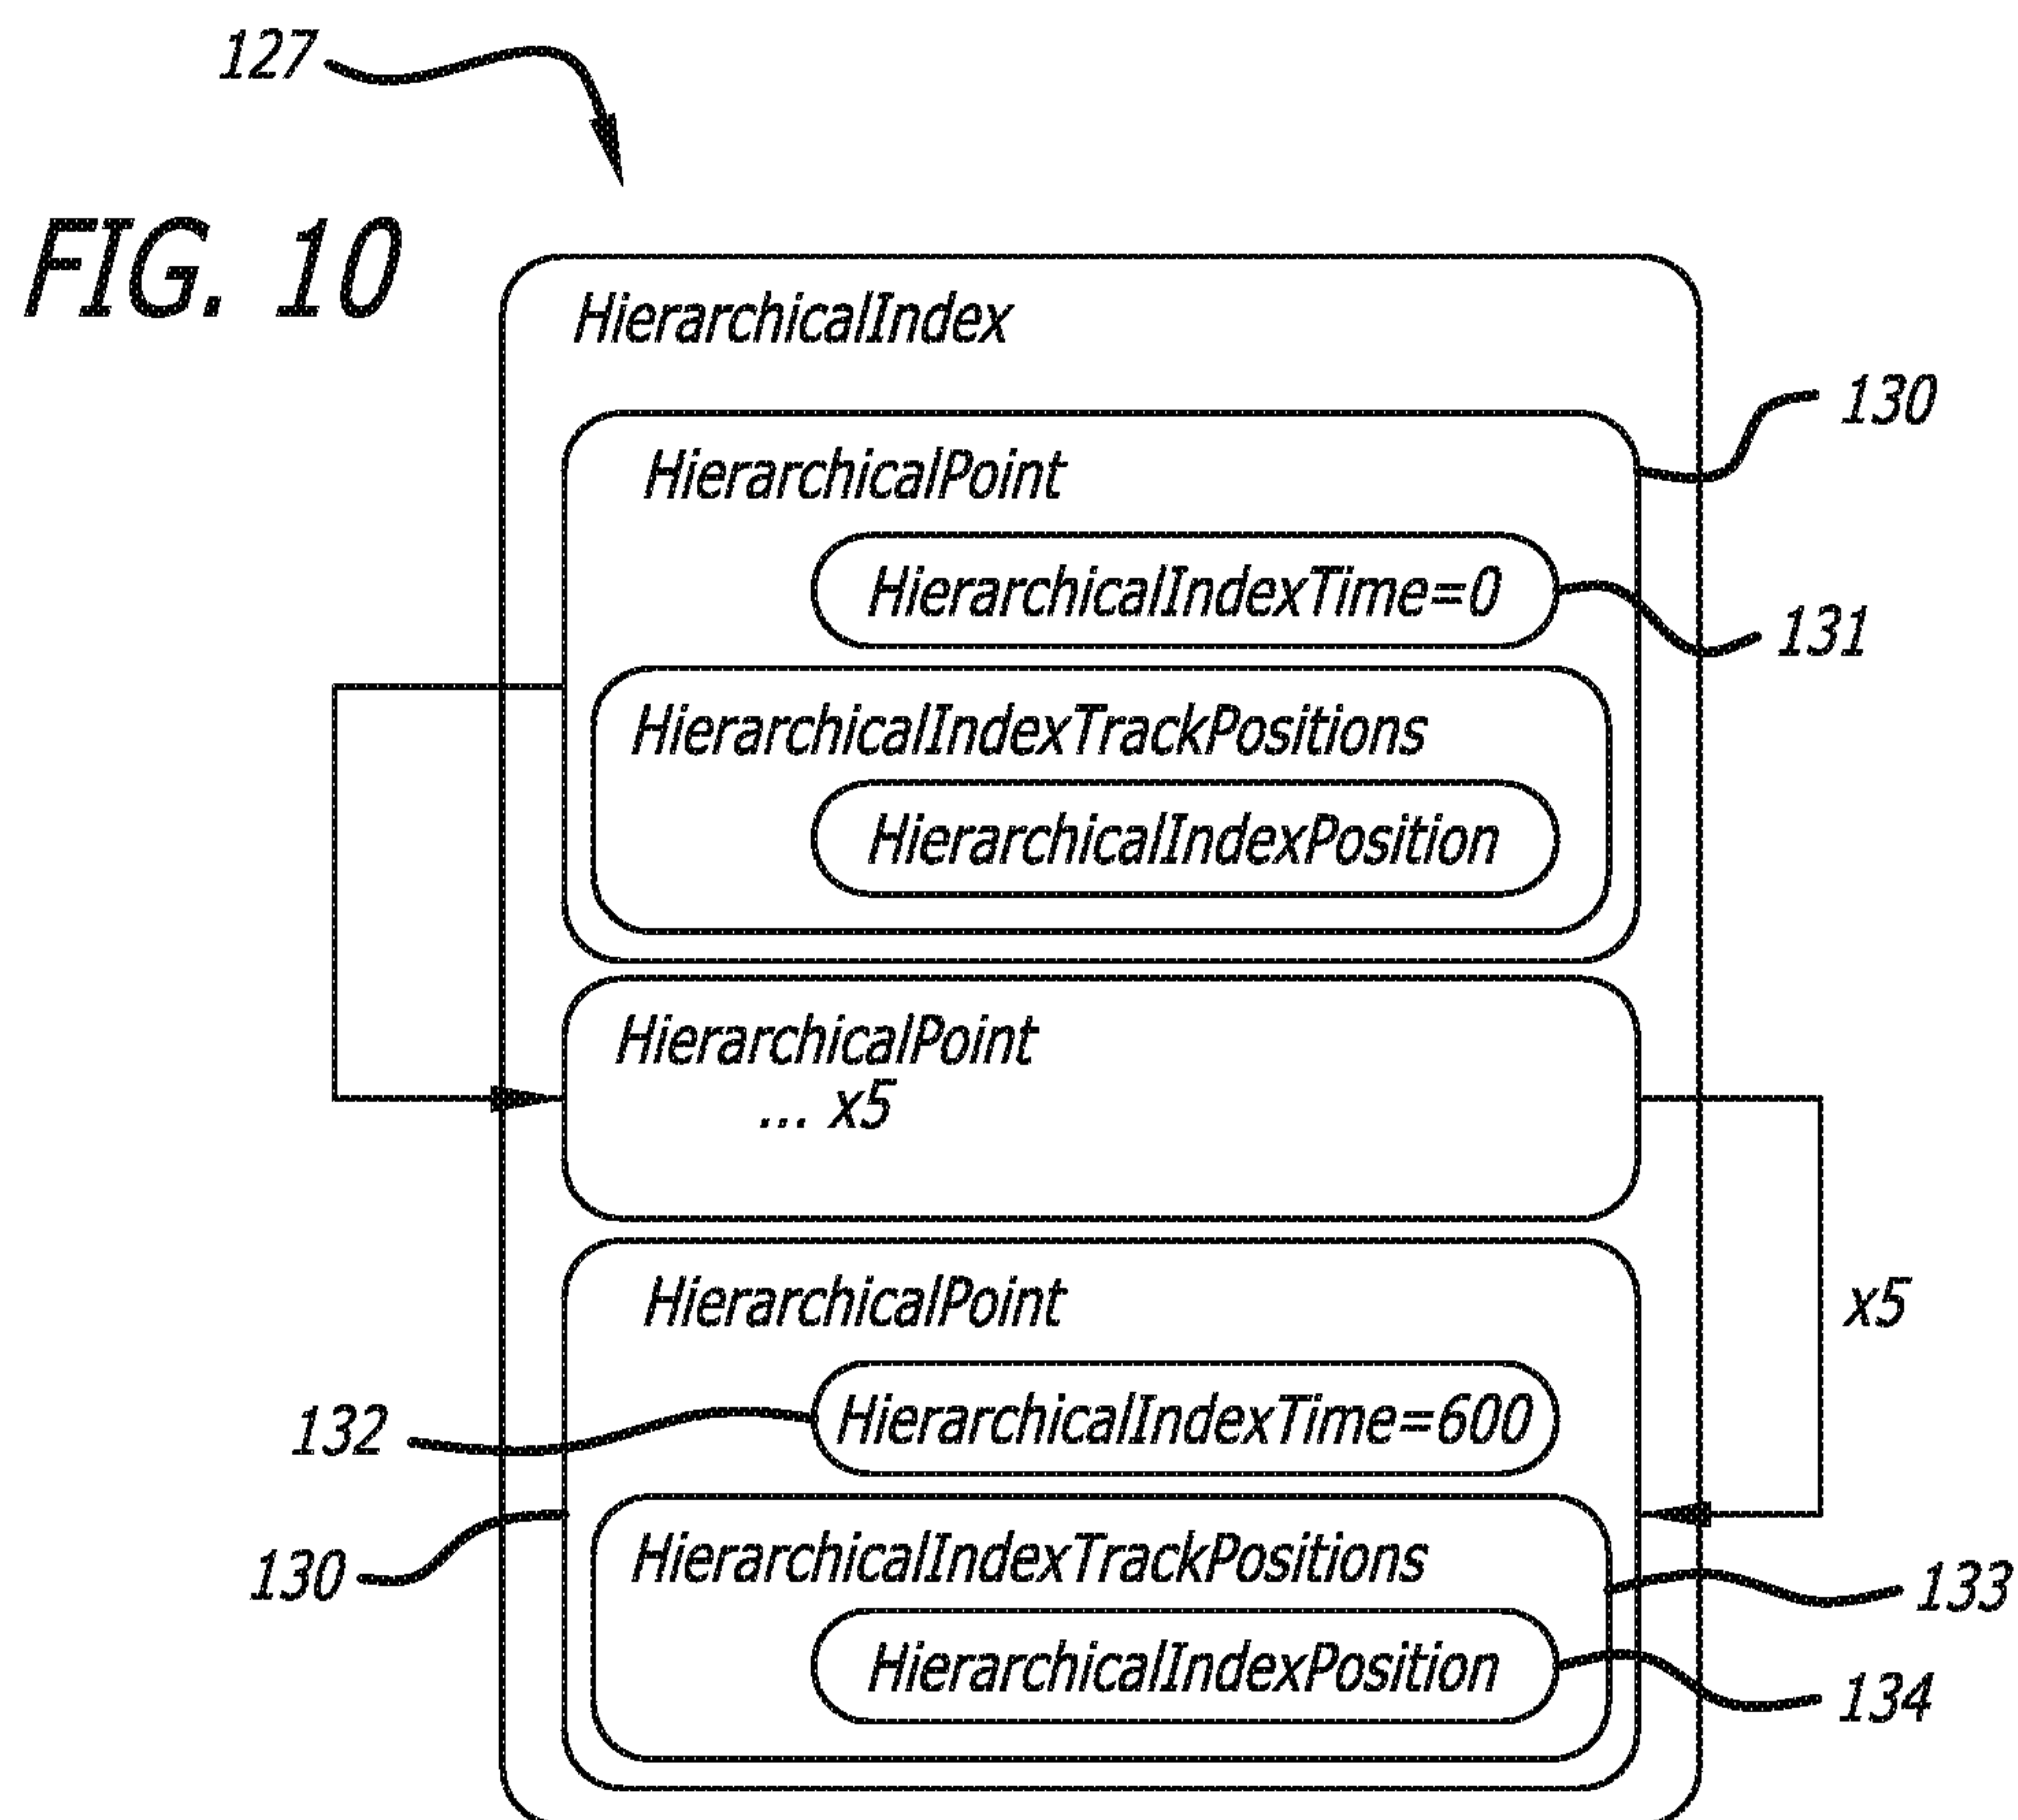 127
FIG. 10
HierarchicalIndex
130
HierarchicalPoint
HierarchicalIndexTime=0
131
HierarchicalIndexTrackPositions
HierarchicalIndexPosition
HierarchicalPoint
... x5
HierarchicalPoint
x5
132
HierarchicalIndexTime=600
130
HierarchicalIndexTrackPositions
133
HierarchicalIndexPosition
134